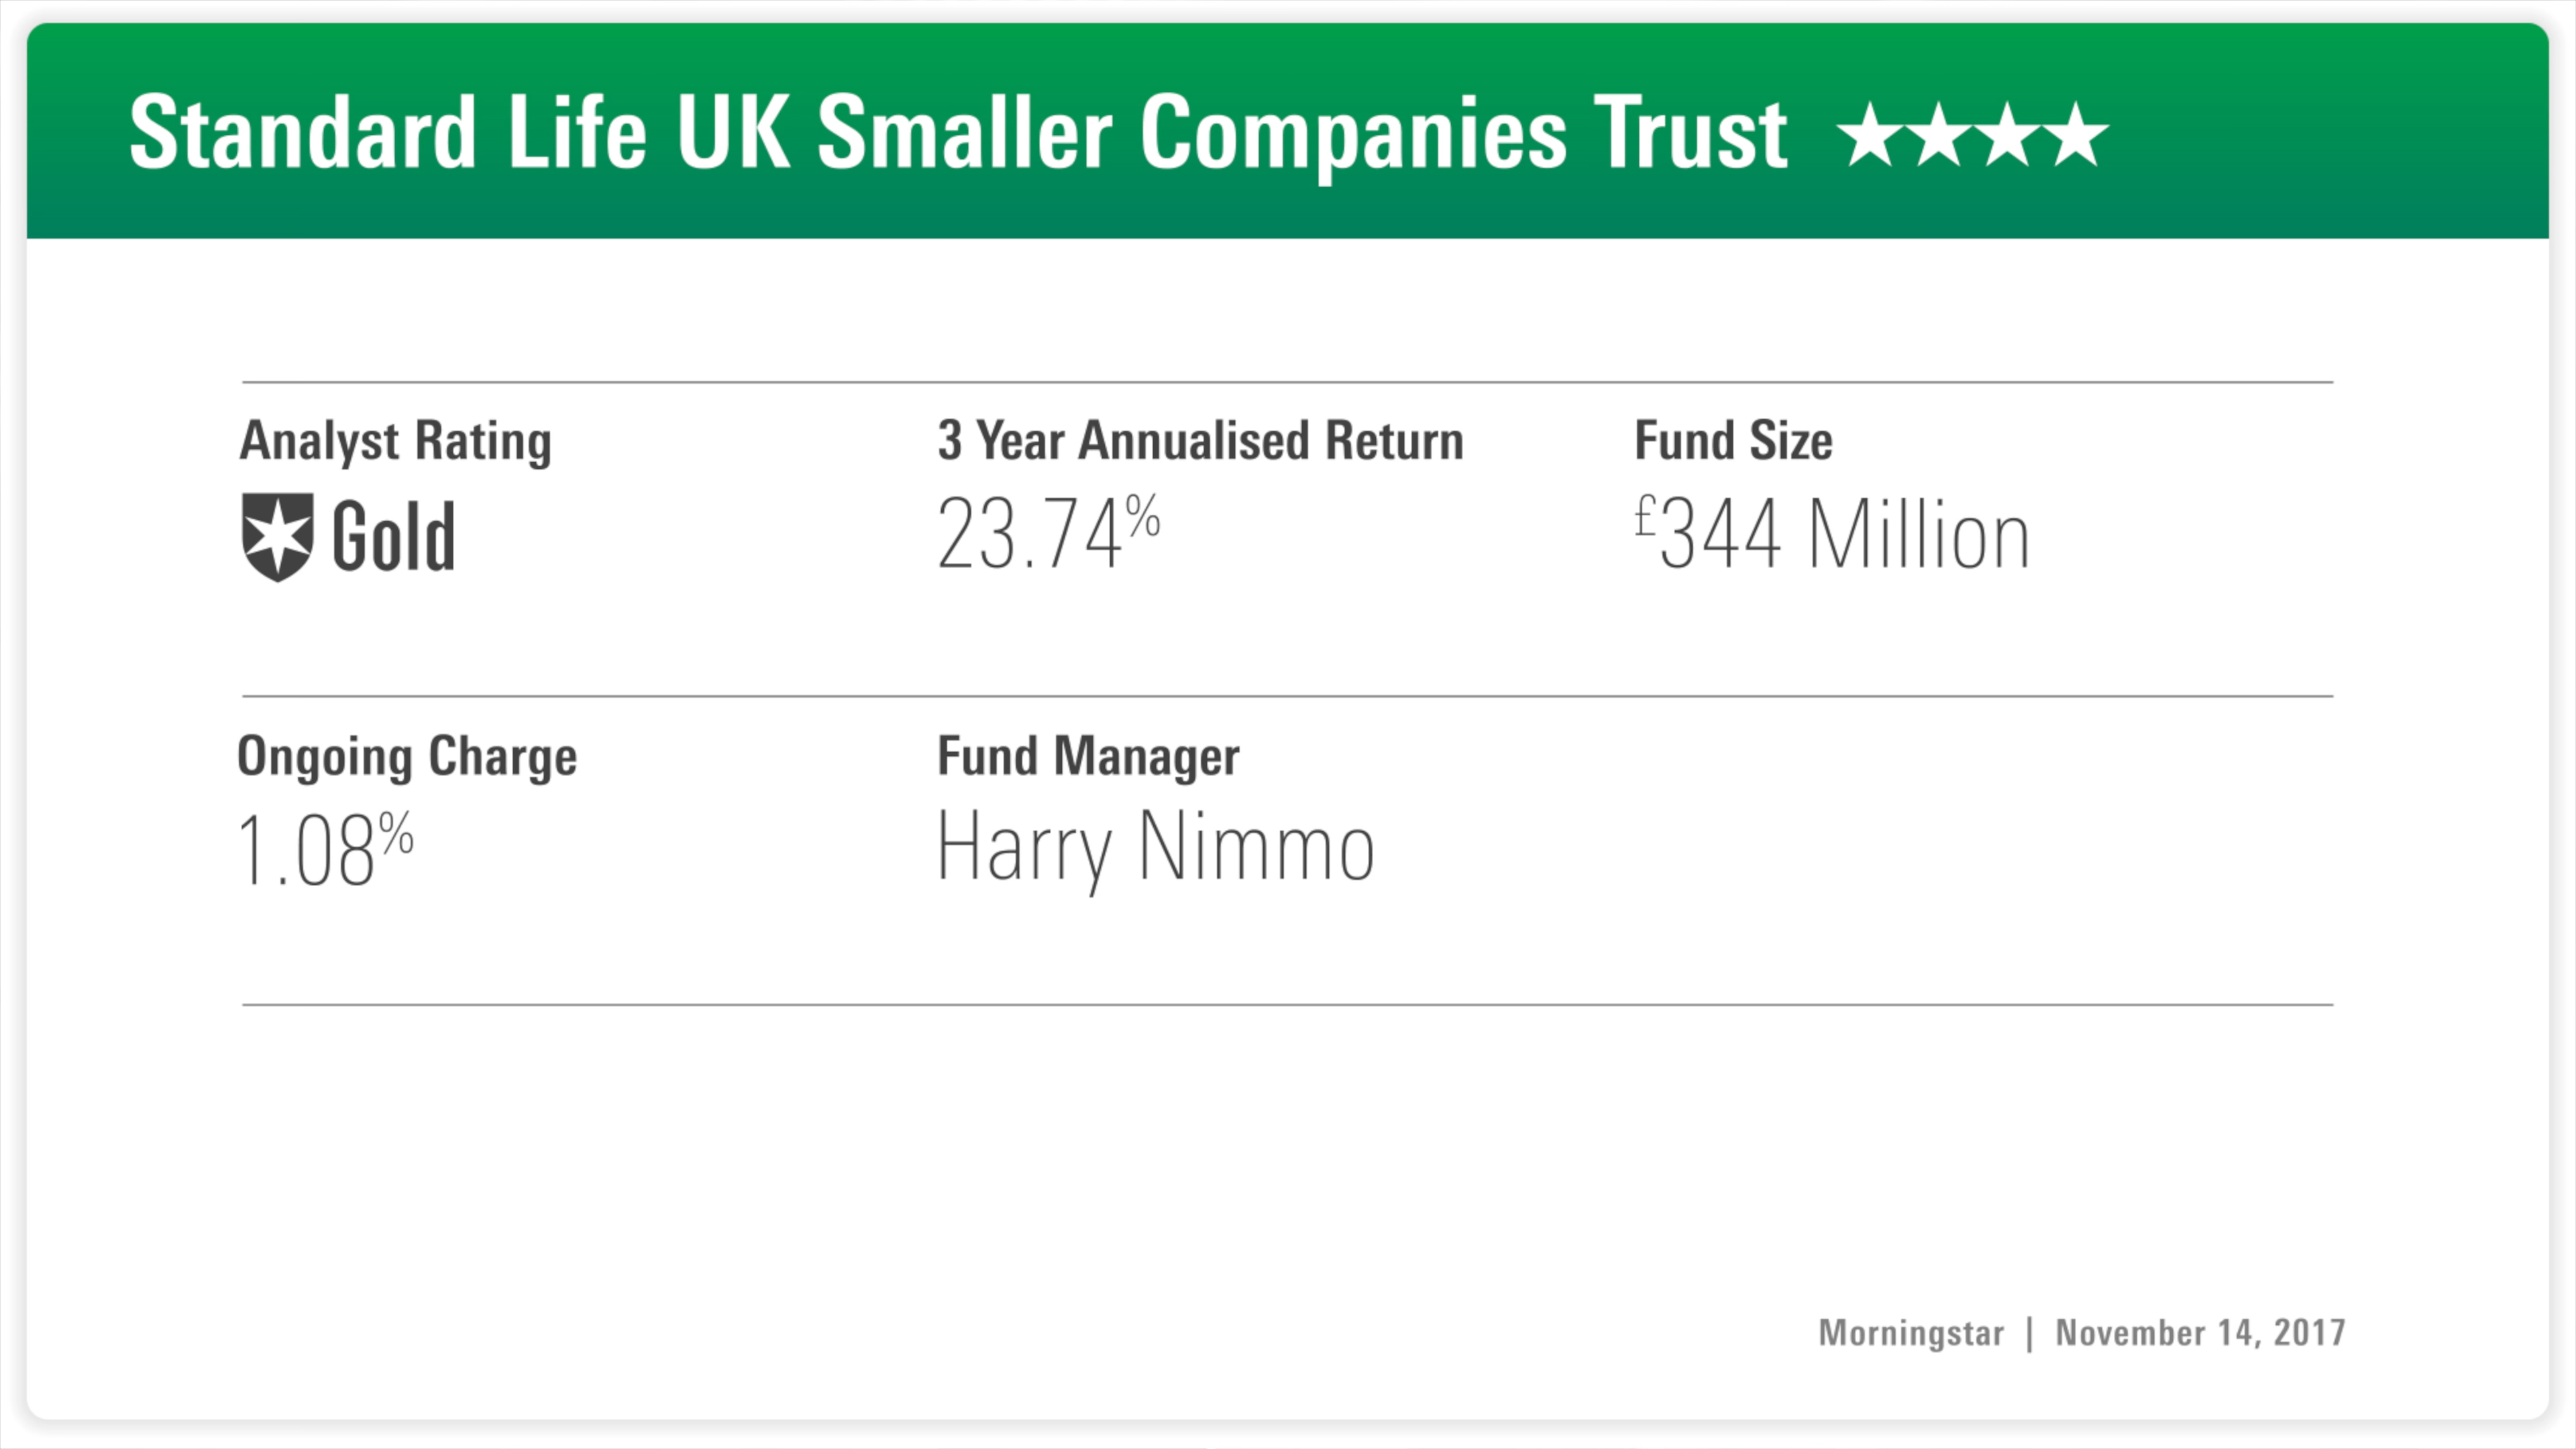 Standard Life UK Smaller Companies Trust ★★★★
Analyst Rating
Gold
3 Year Annualised Return
23.74%
Fund Size
£344 Million
Ongoing Charge
1.08%
Fund Manager
Harry Nimmo
Morningstar | November 14, 2017